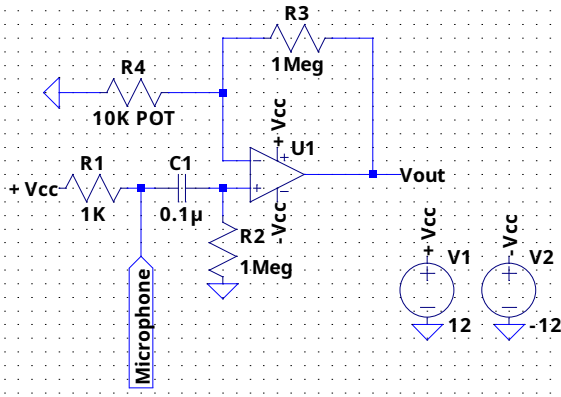 R3
1Meg
R4
10K POT
+Vcc
U1
R1
C1
+ Vcc
1K
0.1µ
Vout
-Vcc
R2
1Meg
Microphone
+Vcc
V1
12
-Vcc
V2
-12